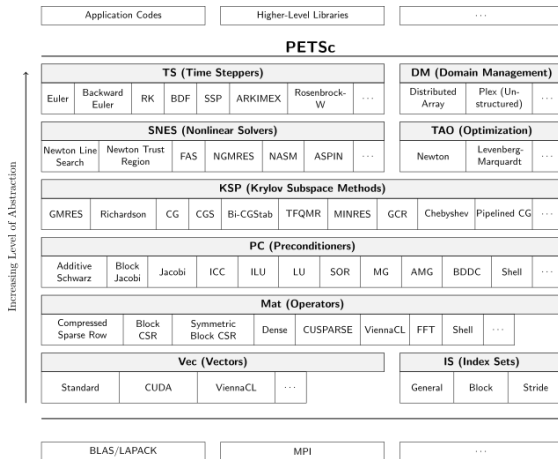 Application Codes
Higher-Level Libraries
· · ·
PETSc
Increasing Level of Abstraction
TS (Time Steppers)
Euler
Backward
Euler
RK
BDF
SSP
ARKIMEX
Rosenbrock-
W
· · ·
DM (Domain Management)
Distributed
Array
Plex (Un-
structured)
· · ·
SNES (Nonlinear Solvers)
Newton Line
Search
Newton Trust
Region
FAS
NGMRES
NASM
ASPIN
· · ·
TAO (Optimization)
Newton
Levenberg-
Marquardt
· · ·
KSP (Krylov Subspace Methods)
GMRES
Richardson
CG
CGS
Bi-CGStab
TFQMR
MINRES
GCR
Chebyshev
Pipelined CG
· · ·
PC (Preconditioners)
Additive
Schwarz
Block
Jacobi
Jacobi
ICC
ILU
LU
SOR
MG
AMG
BDDC
Shell
· · ·
Mat (Operators)
Compressed
Sparse Row
Block
CSR
Symmetric
Block CSR
Dense
CUSPARSE
ViennaCL
FFT
Shell
· · ·
Vec (Vectors)
Standard
CUDA
ViennaCL
· · ·
IS (Index Sets)
General
Block
Stride
BLAS/LAPACK
MPI
· · ·